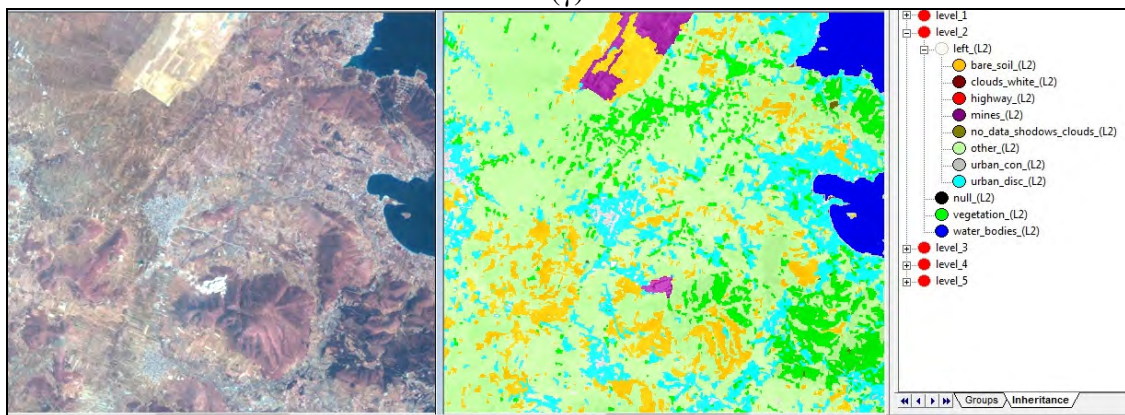 (γ)
level_1
level_2
left_(L2)
bare_soil_(L2)
clouds_white_(L2)
highway_(L2)
mines_(L2)
no_data_shodows_clouds_(L2)
other_(L2)
urban_con_(L2)
urban_disc_(L2)
null_(L2)
vegetation_(L2)
water_bodies_(L2)
level_3
level_4
level_5
Groups Inheritance